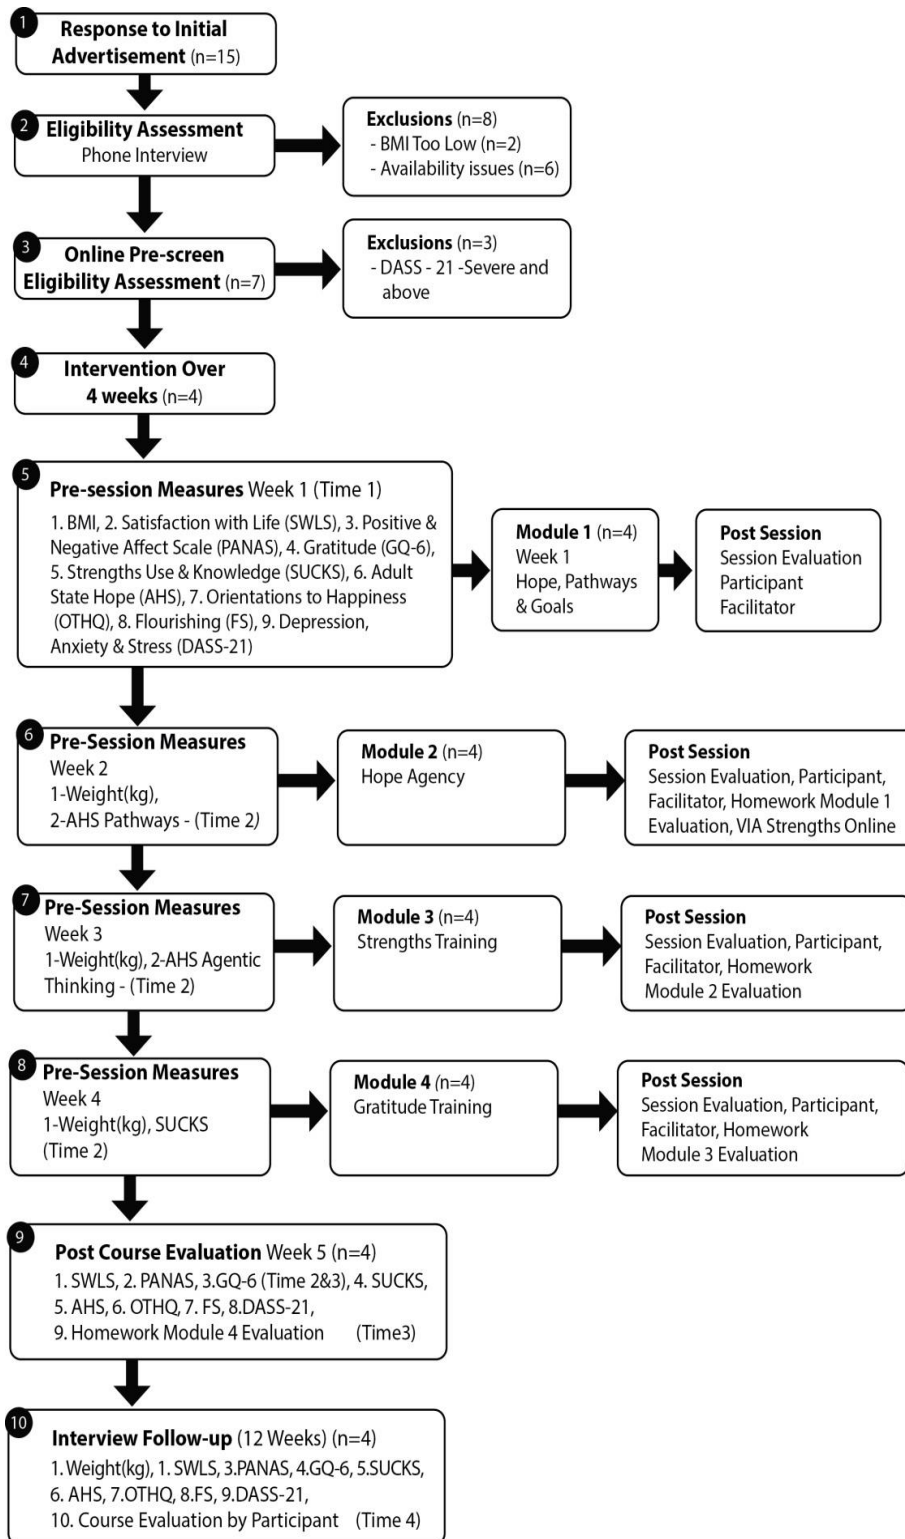 1
Response to Initial
Advertisement (n=15)
2
Eligibility Assessment
Phone Interview
Exclusions (n=8)
- BMI Too Low (n=2)
- Availability issues (n=6)
3
Online Pre-screen
Eligibility Assessment (n=7)
Exclusions (n=3)
- DASS - 21 -Severe and
above
4
Intervention Over
4 weeks (n=4)
5
Pre-session Measures Week 1 (Time 1)
1. BMI, 2. Satisfaction with Life (SWLS), 3. Positive &
Negative Affect Scale (PANAS), 4. Gratitude (GQ-6),
5. Strengths Use & Knowledge (SUCKS), 6. Adult
State Hope (AHS), 7. Orientations to Happiness
(OTHQ), 8. Flourishing (FS), 9. Depression,
Anxiety & Stress (DASS-21)
Module 1 (n=4)
Week 1
Hope, Pathways
& Goals
Post Session
Session Evaluation
Participant
Facilitator
6
Pre-Session Measures
Week 2
1-Weight(kg),
2-AHS Pathways - (Time 2)
Module 2 (n=4)
Hope Agency
Post Session
Session Evaluation, Participant,
Facilitator, Homework Module 1
Evaluation, VIA Strengths Online
7
Pre-Session Measures
Week 3
1-Weight(kg), 2-AHS Agentic
Thinking - (Time 2)
Module 3 (n=4)
Strengths Training
Post Session
Session Evaluation, Participant,
Facilitator, Homework
Module 2 Evaluation
8
Pre-Session Measures
Week 4
1-Weight(kg), SUCKS
(Time 2)
Module 4 (n=4)
Gratitude Training
Post Session
Session Evaluation, Participant,
Facilitator, Homework
Module 3 Evaluation
9
Post Course Evaluation Week 5 (n=4)
1. SWLS, 2. PANAS, 3.GQ-6 (Time 2&3), 4. SUCKS,
5. AHS, 6. OTHQ, 7. FS, 8.DASS-21,
9. Homework Module 4 Evaluation (Time3)
10
Interview Follow-up (12 Weeks) (n=4)
1. Weight(kg), 1. SWLS, 3.PANAS, 4.GQ-6, 5.SUCKS,
6. AHS, 7.OTHQ, 8.FS, 9.DASS-21,
10. Course Evaluation by Participant (Time 4)